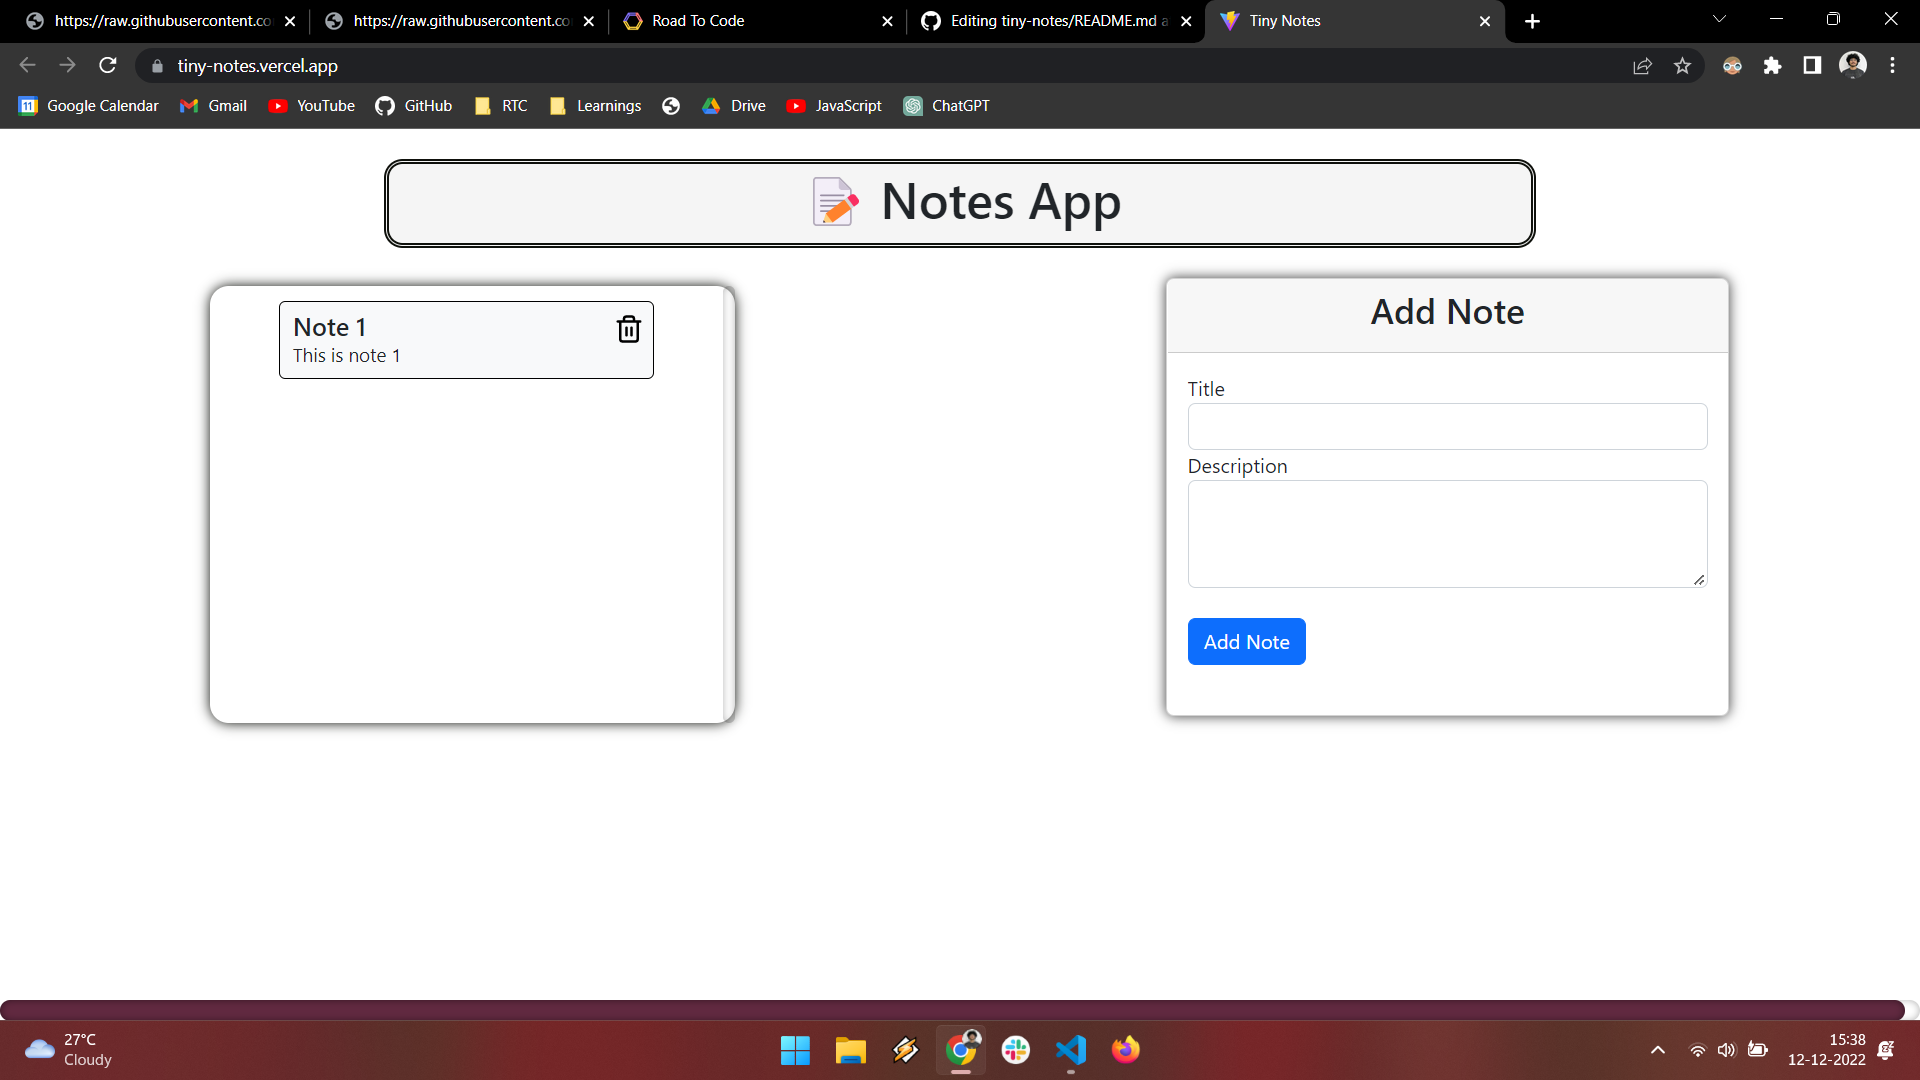 https://raw.githubusercontent.co
https://raw.githubusercontent.co
Road To Code
Editing tiny-notes/README.md a
Tiny Notes
tiny-notes.vercel.app
11
Google Calendar
Gmail
YouTube
GitHub
RTC
Learnings
Drive
JavaScript
ChatGPT
Notes App
Note 1
This is note 1
Add Note
Title
Description
Add Note
27°C
Cloudy
15:38
12-12-2022